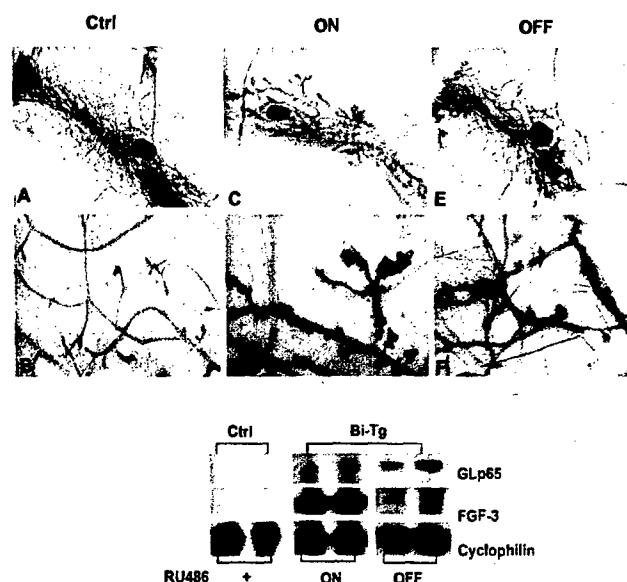 Ctrl ON OFF
A C E
B F
Ctrl Bi-Tg
GLp65
FGF-3
Cyclophilin
RU486 + ON OFF